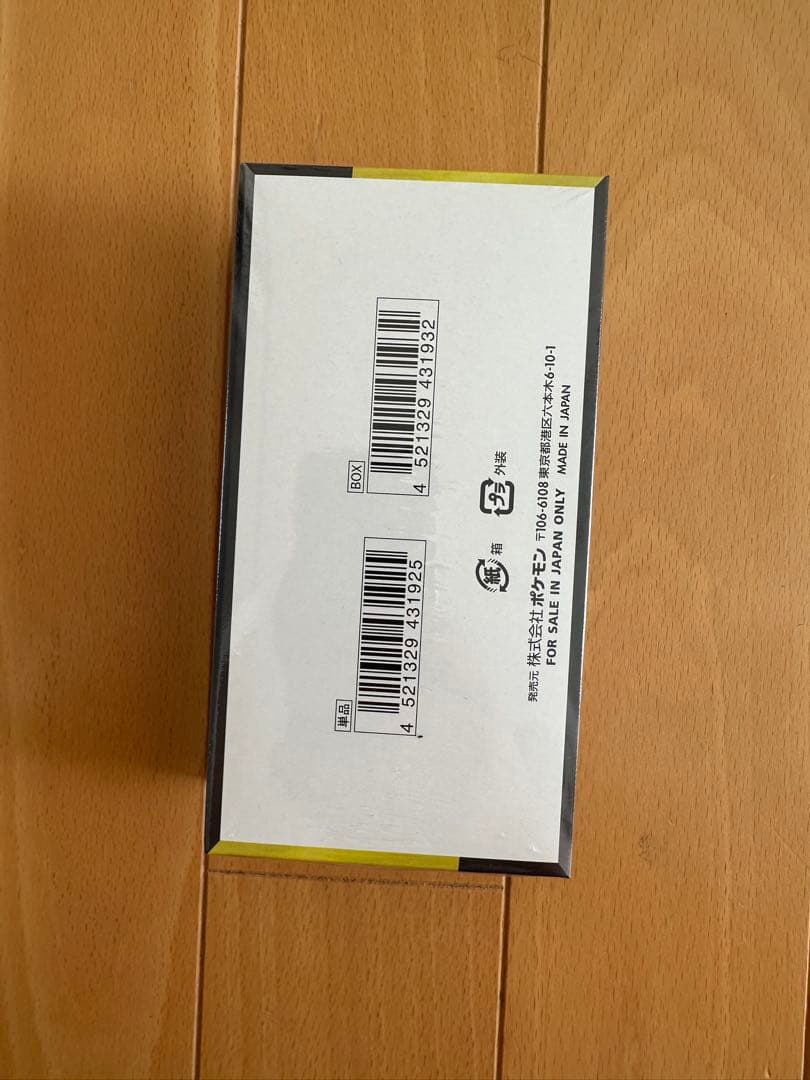 単品
4 521329 431925
BOX
4 521329 431932
紙 箱
プラ 外装
発売元 株式会社ポケモン 〒106-6108 東京都港区六本木6-10-1
FOR SALE IN JAPAN ONLY MADE IN JAPAN